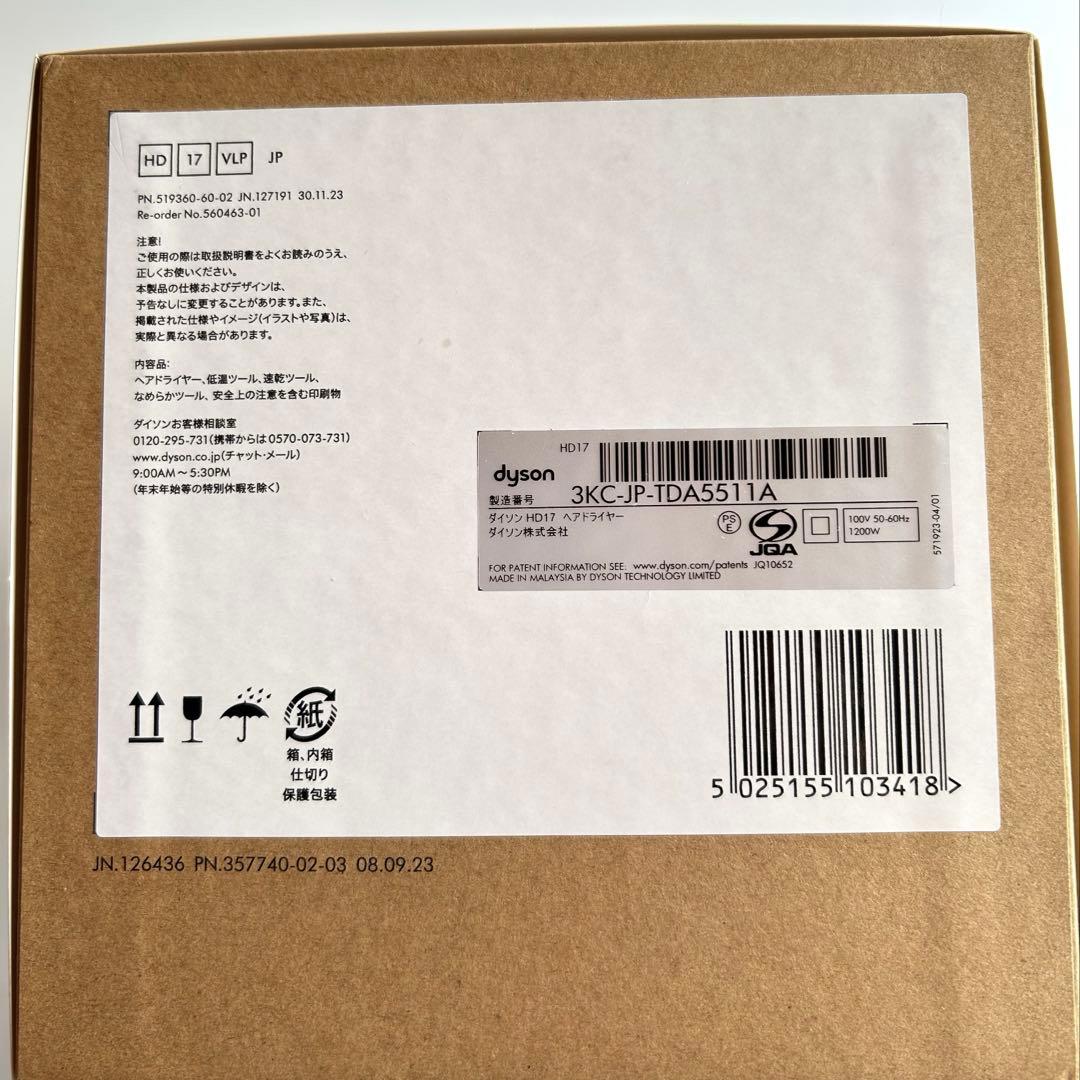 HD 17 VLP JP
PN.519360-60-02 JN.127191 30.11.23
Re-order No.560463-01
注意!
ご使用の際は取扱説明書をよくお読みのうえ、
正しくお使いください。
本製品の仕様およびデザインは、
予告なしに変更することがあります。また、
掲載された仕様やイメージ(イラストや写真)は、
実際と異なる場合があります。
内容品:
ヘアドライヤー、低温ツール、速乾ツール、
なめらかツール、安全上の注意を含む印刷物
ダイソンお客様相談室
0120-295-731(携帯からは0570-073-731)
www.dyson.co.jp(チャット・メール)
9:00AM～5:30PM
(年末年始等の特別休暇を除く)
HD17
dyson
製造番号 3KC-JP-TDA5511A
ダイソン HD17 ヘアドライヤー
ダイソン株式会社
PS
E
JQA
100V 50-60Hz
1200W
571923-04/01
FOR PATENT INFORMATION SEE: www.dyson.com/patents JQ10652
MADE IN MALAYSIA BY DYSON TECHNOLOGY LIMITED
紙
箱、内箱
仕切り
保護包装
5 025155 103418 >
JN.126436 PN.357740-02-03 08.09.23